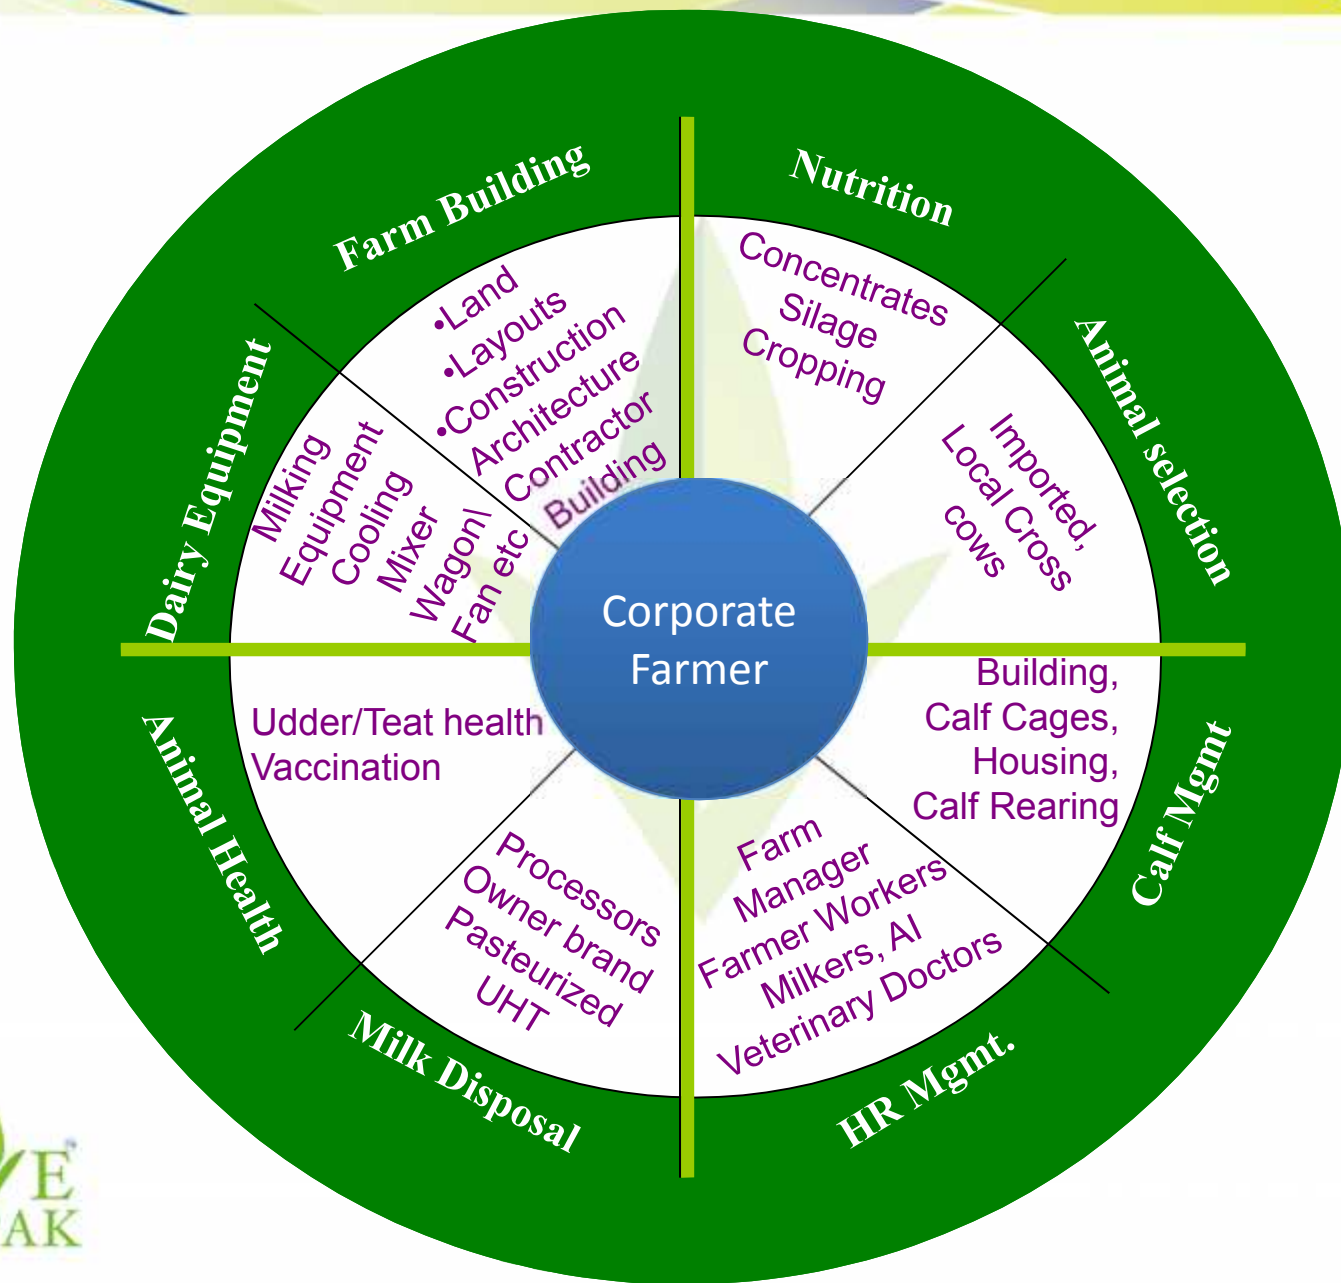 Farm Building
•Land
•Layouts
•Construction
Architecture
Contractor
Building
Nutrition
Concentrates
Silage
Cropping
Animal selection
Imported,
Local Cross
cows
Calf Mgmt
Building,
Calf Cages,
Housing,
Calf Rearing
HR Mgmt.
Farm
Manager
Farmer Workers
Milkers, AI
Veterinary Doctors
Milk Disposal
Processors
Owner brand
Pasteurized
UHT
Animal Health
Udder/Teat health
Vaccination
Dairy Equipment
Milking
Equipment
Cooling
Mixer
Wagon\
Fan etc
Corporate
Farmer